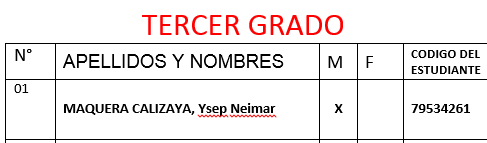 TERCER GRADO
N° APELLIDOS Y NOMBRES M F CODIGO DEL
ESTUDIANTE
01
MAQUERA CALIZAYA, Ysep Neimar X 79534261